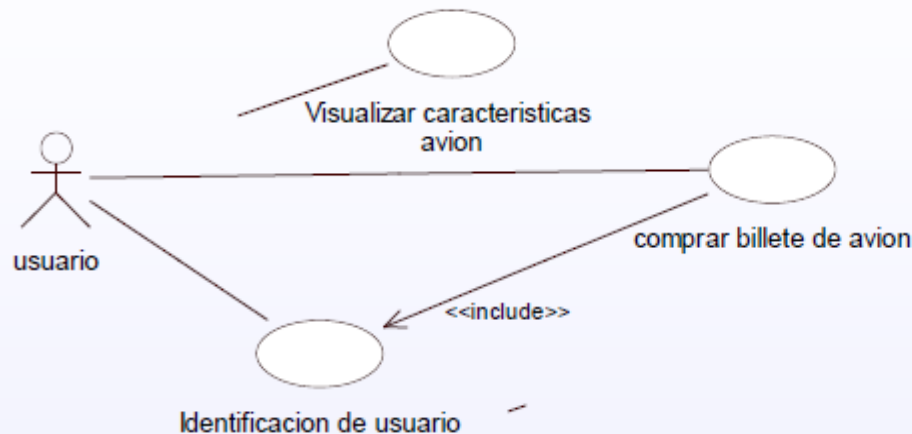 Visualizar caracteristicas
avion
usuario
comprar billete de avion
<<include>>
Identificacion de usuario